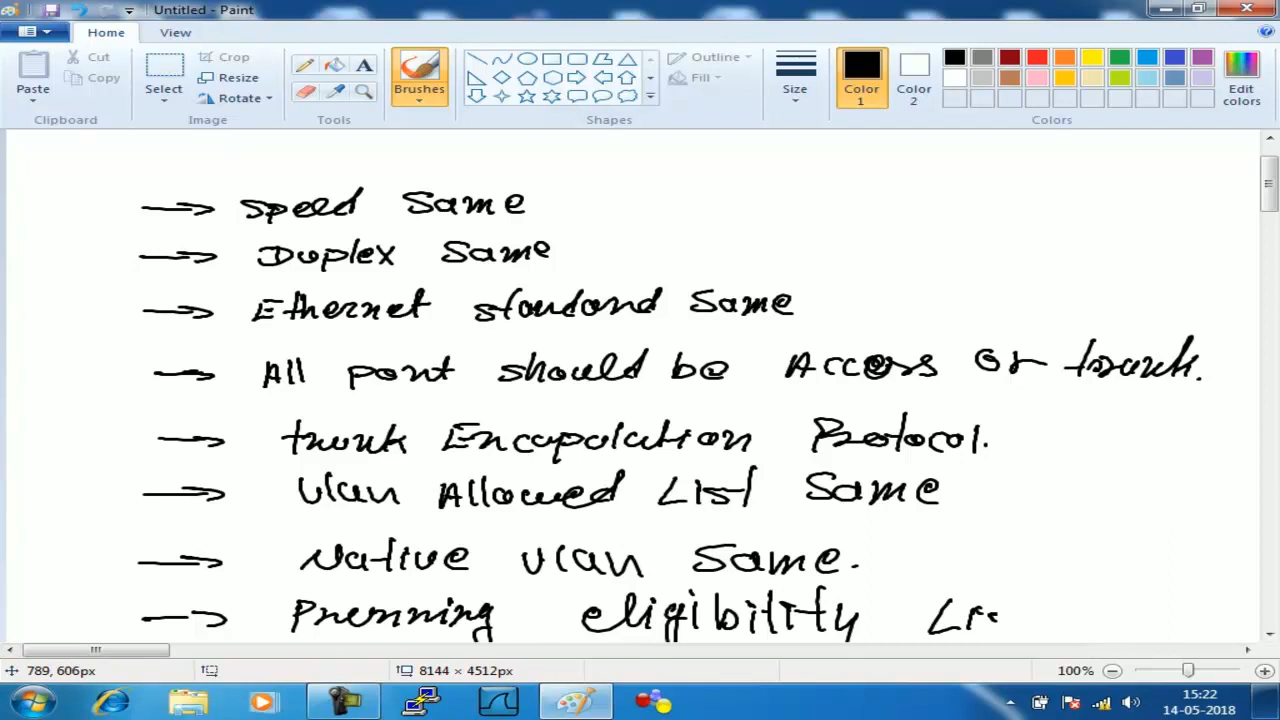 Untitled - Paint
Home View
Cut
Copy
Paste
Clipboard
Select
Crop
Resize
Rotate
Image
Tools
Brushes
Shapes
Outline
Fill
Size
Color 1
Color 2
Colors
Edit colors
→ Speed Same
→ Duplex Same
→ Ethernet standard Same
→ All port should be Access or trunk.
→ trunk Encapulation Protocol.
→ Vlan Allowed List Same
→ Native Vlan Same.
→ Prenning eligibility Lis
789, 606px
8144 × 4512px
100%
15:22
14-05-2018